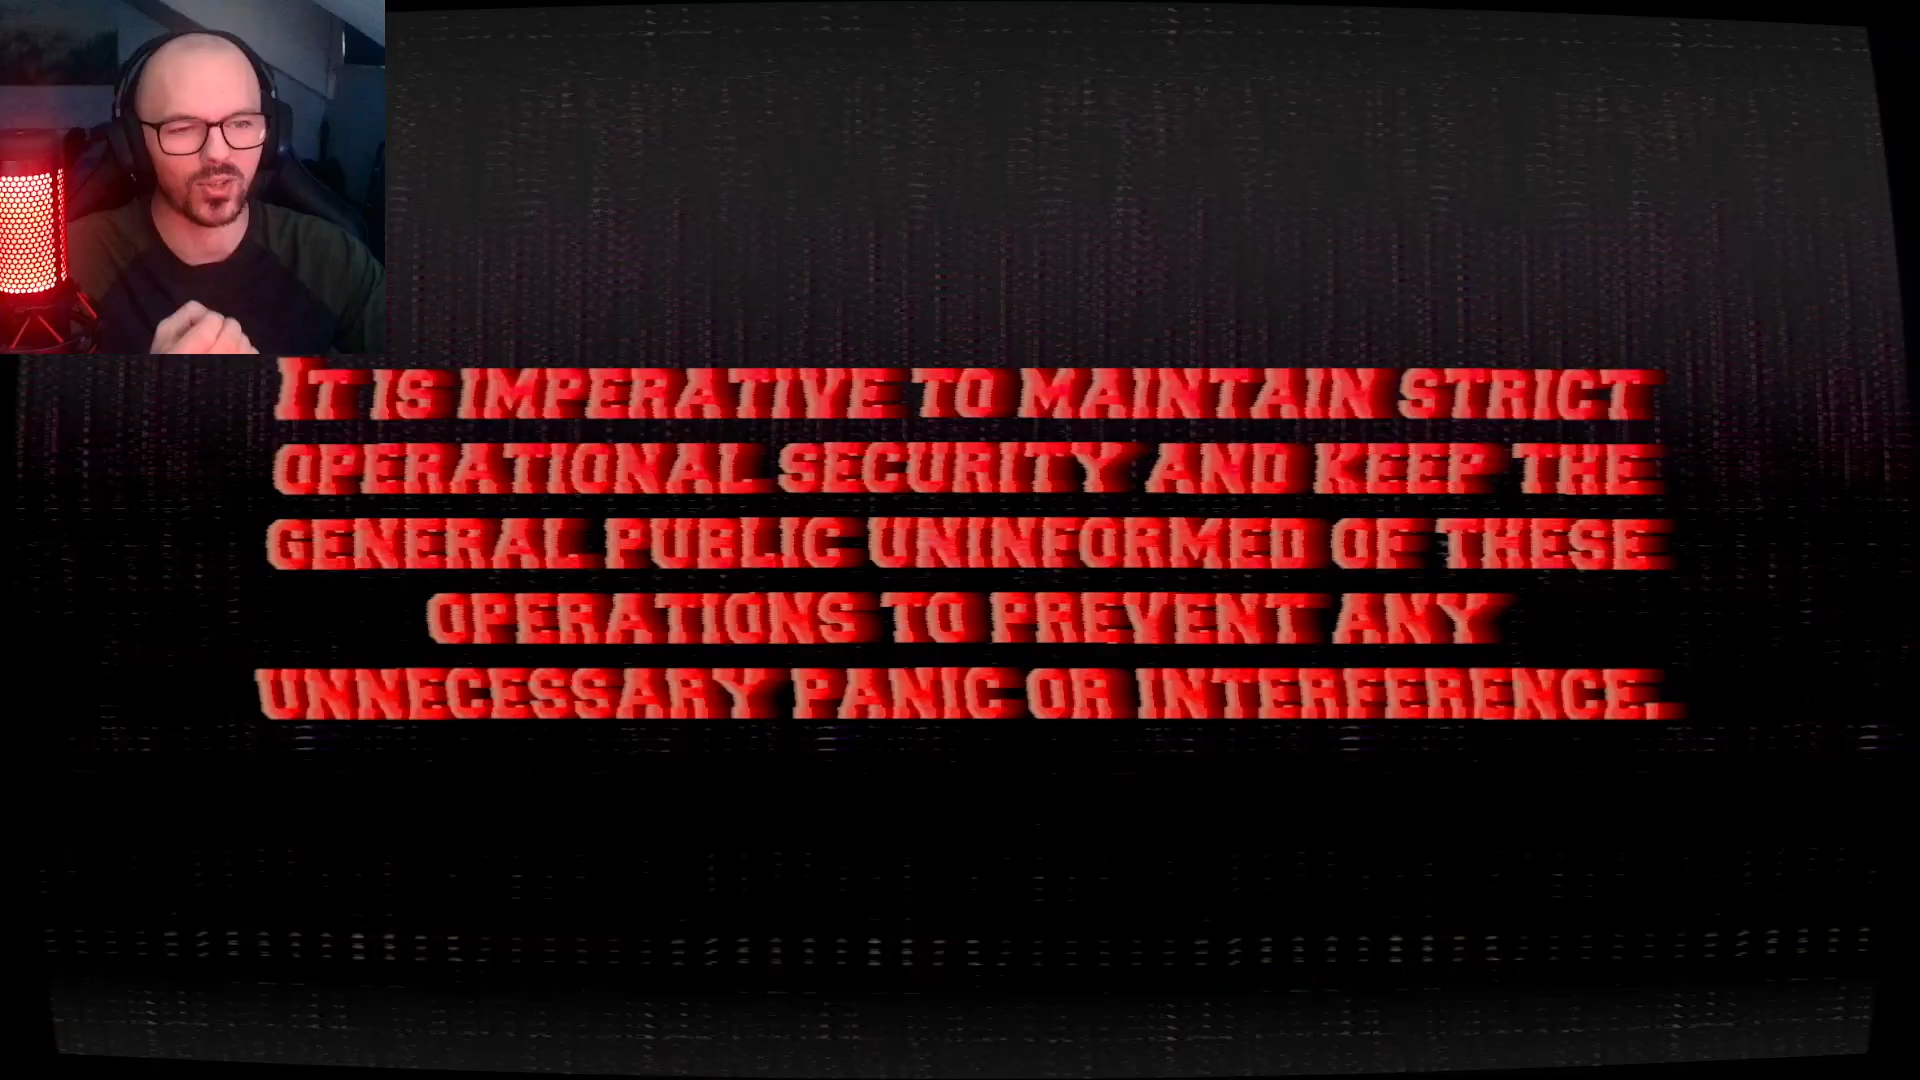 It is imperative to maintain strict
operational security and keep the
general public uninformed of these
operations to prevent any
unnecessary panic or interference.